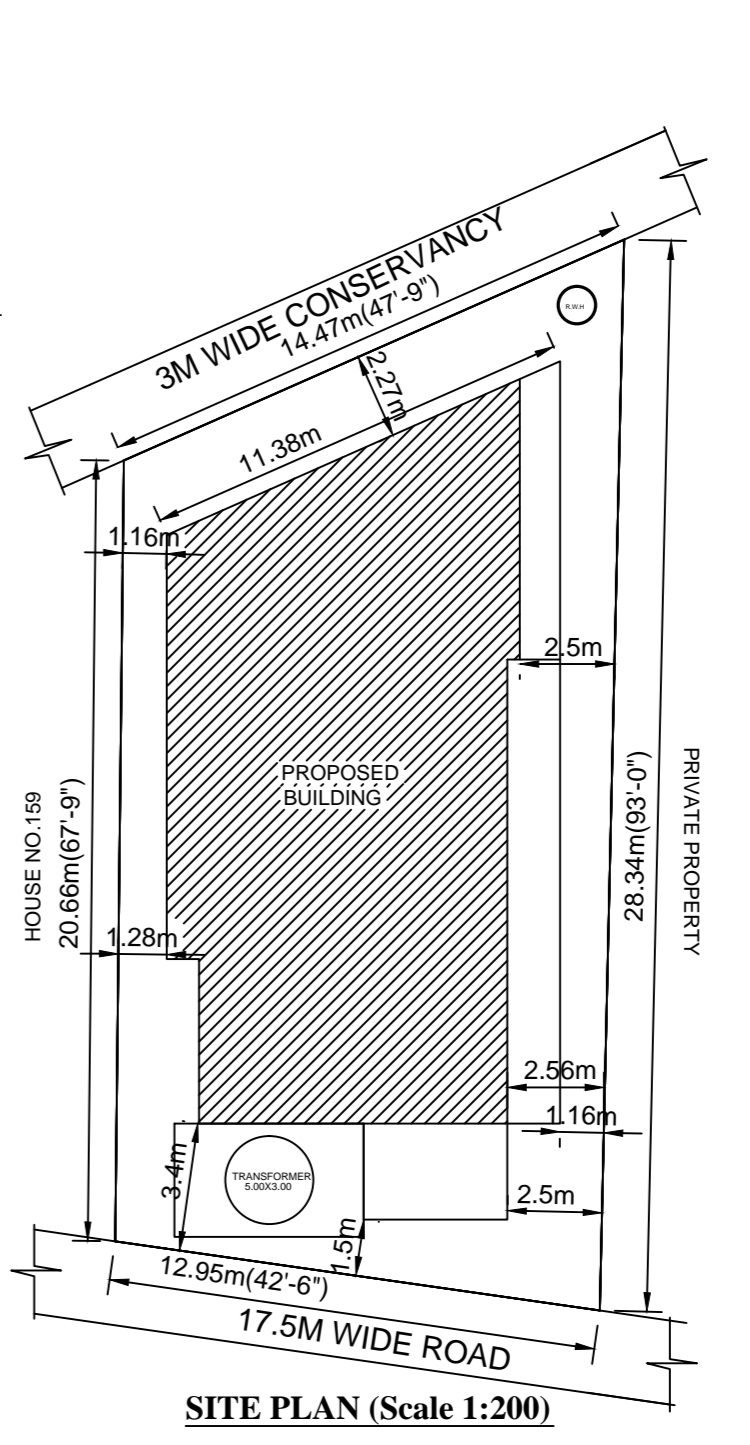 3M WIDE CONSERVANCY
14.47m(47'-9")
R.W.H
2.27m
11.38m
1.16m
2.5m
PROPOSED
BUILDING
HOUSE NO.159
20.66m(67'-9")
28.34m(93'-0")
PRIVATE PROPERTY
1.28m
2.56m
1.16m
3.4m
TRANSFORMER
5.00X3.00
2.5m
1.5m
12.95m(42'-6")
17.5M WIDE ROAD
SITE PLAN (Scale 1:200)